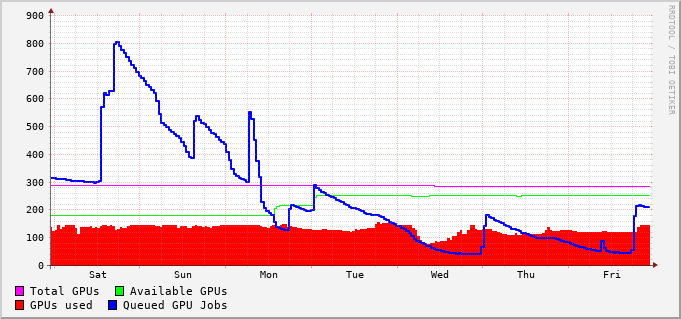 900
800
700
600
500
400
300
200
100
0
Sat Sun Mon Tue Wed Thu Fri
Total GPUs Available GPUs
GPUs used Queued GPU Jobs
RRDTOOL / TOBI OETIKER